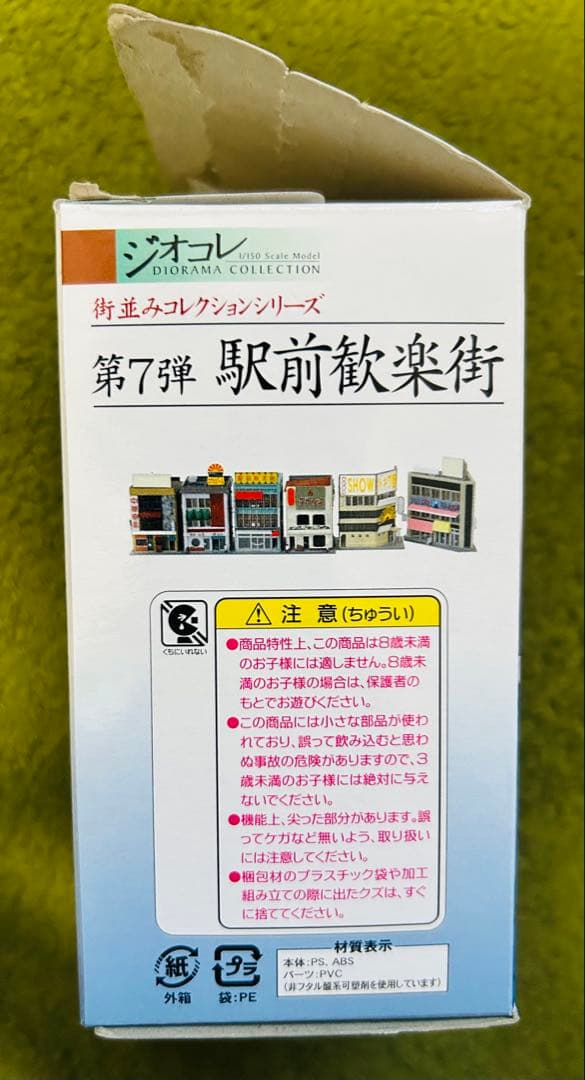 ジオコレ
1/150 Scale Model
DIORAMA COLLECTION
街並みコレクションシリーズ
第7弾 駅前歓楽街
SHOW
くちにいれない
注意(ちゅうい)
●商品特性上、この商品は8歳未満
のお子様には適しません。8歳未
満のお子様の場合は、保護者の
もとでお遊びください。
●この商品には小さな部品が使わ
れており、誤って飲み込むと思わ
ぬ事故の危険がありますので、3
歳未満のお子様には絶対に与え
ないでください。
●機能上、尖った部分があります。誤
ってケガなど無いよう、取り扱い
には注意してください。
●梱包材のプラスチック袋や加工
組み立ての際に出たクズは、すぐ
に捨ててください。
紙
外箱
プラ
袋:PE
材質表示
本体:PS、ABS
パーツ:PVC
(非フタル酸系可塑剤を使用しています)